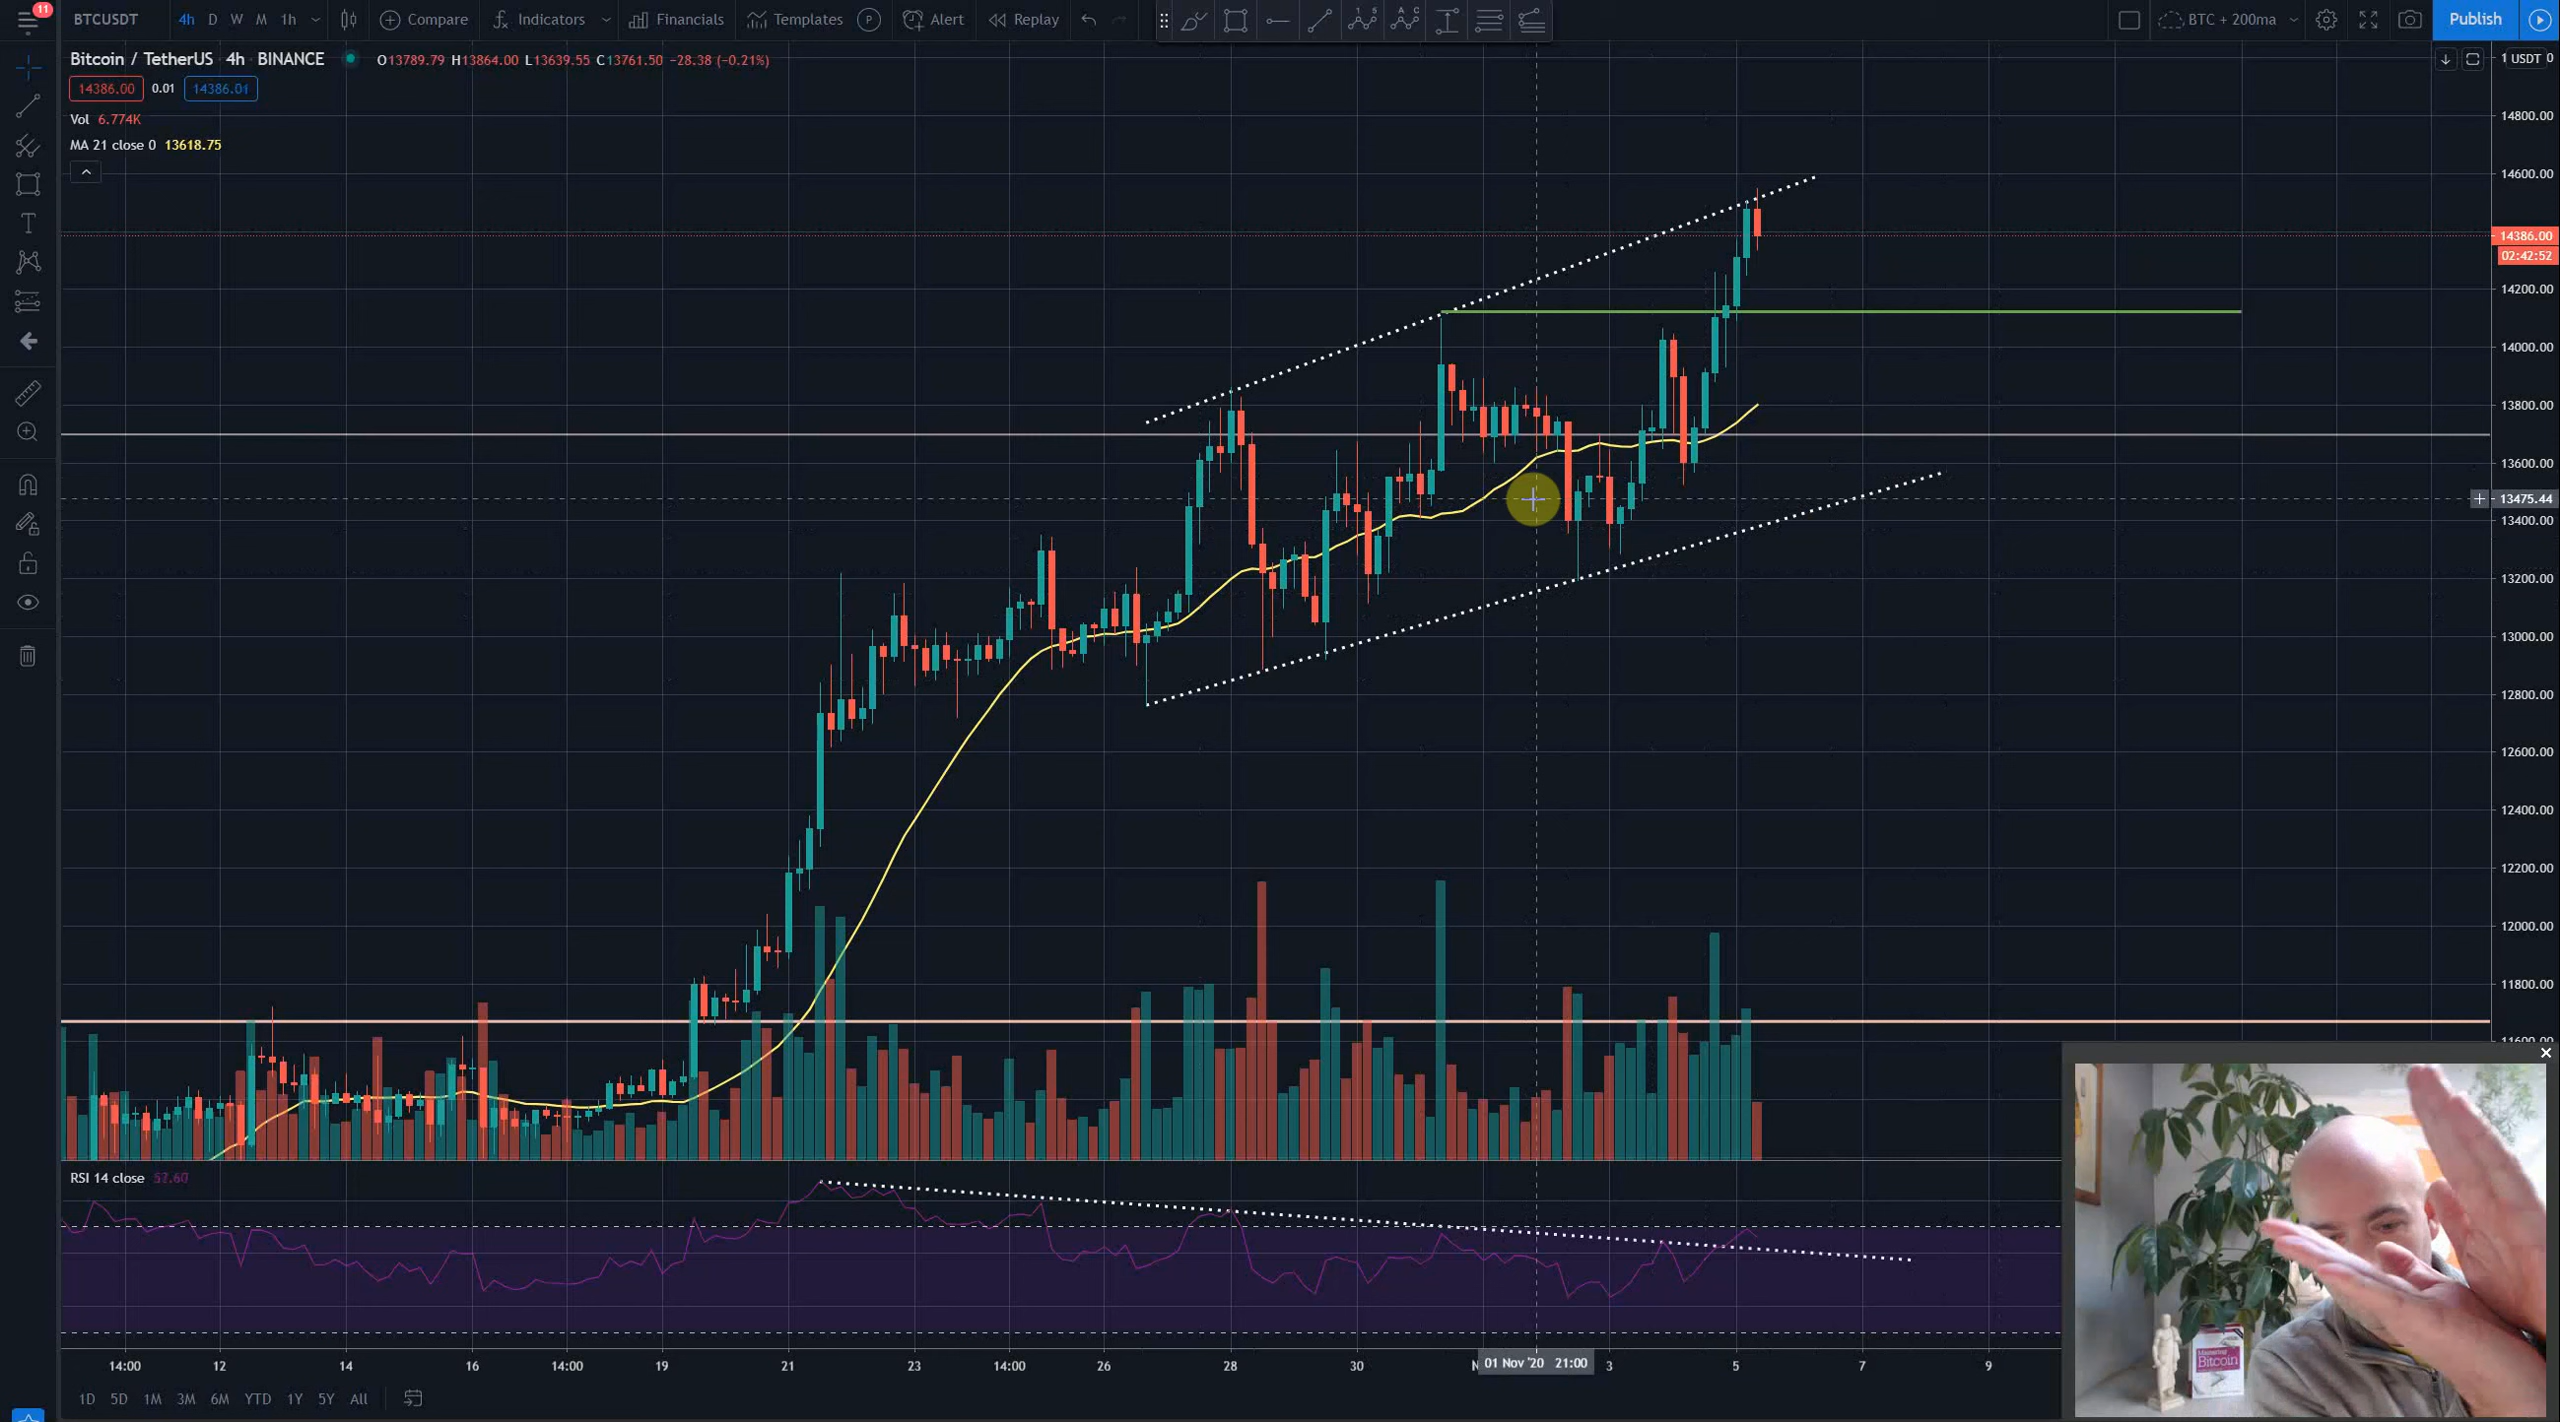 11
BTCUSDT 4h D W M 1h Compare Indicators Financials Templates P Alert Replay BTC + 200ma Publish
Bitcoin / TetherUS 4h BINANCE O13789.79 H13864.00 L13639.55 C13761.50 −28.38 (−0.21%)
14386.00 0.01 14386.01
Vol 6.774K
MA 21 close 0 13618.75
USDT
14800.00
14600.00
14386.00
02:42:52
14200.00
14000.00
13800.00
13600.00
13475.44
13400.00
13200.00
13000.00
12800.00
12600.00
12400.00
12200.00
12000.00
11800.00
RSI 14 close 57.60
14:00 12 14 16 14:00 19 21 23 14:00 26 28 30 01 Nov '20 21:00 3 5 7 9
1D 5D 1M 3M 6M YTD 1Y 5Y All
Mastering
Bitcoin